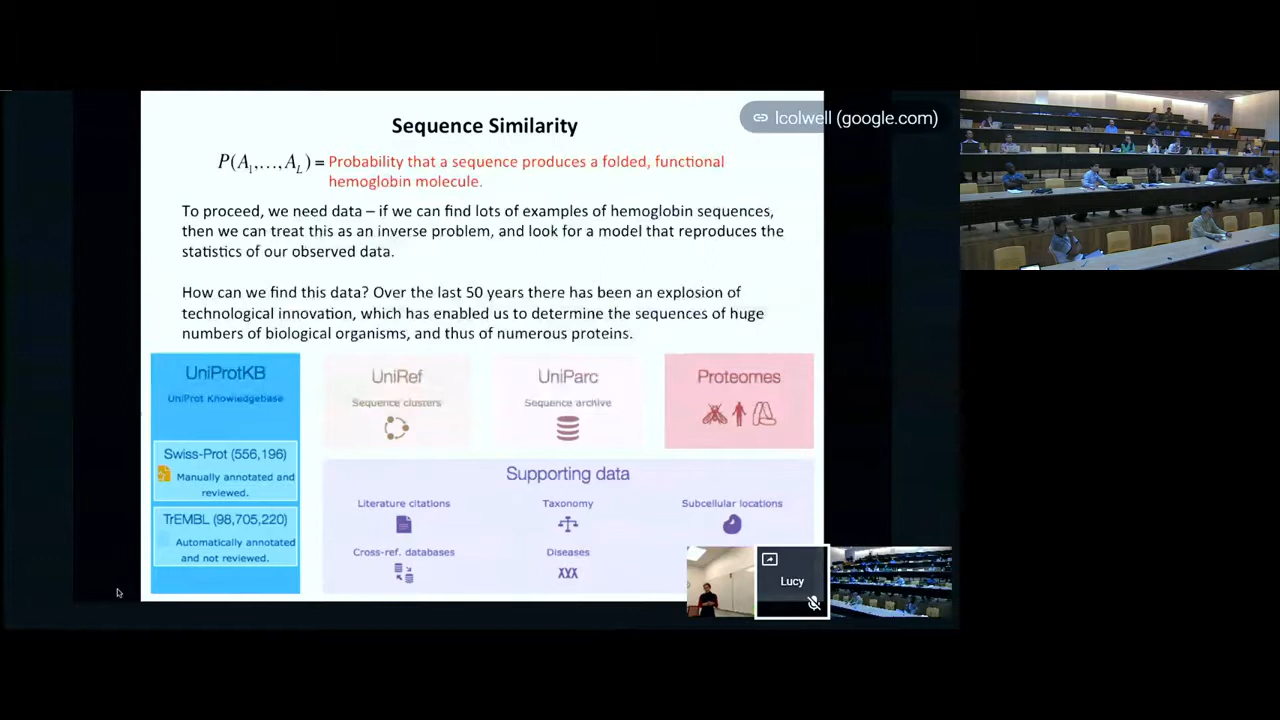 Sequence Similarity
lcolwell (google.com)
P(A1,...,AL) = Probability that a sequence produces a folded, functional
hemoglobin molecule.
To proceed, we need data – if we can find lots of examples of hemoglobin sequences,
then we can treat this as an inverse problem, and look for a model that reproduces the
statistics of our observed data.
How can we find this data? Over the last 50 years there has been an explosion of
technological innovation, which has enabled us to determine the sequences of huge
numbers of biological organisms, and thus of numerous proteins.
UniProtKB
UniProt Knowledgebase
Swiss-Prot (556,196)
Manually annotated and
reviewed.
TrEMBL (98,705,220)
Automatically annotated
and not reviewed.
UniRef
Sequence clusters
UniParc
Sequence archive
Proteomes
Supporting data
Literature citations
Taxonomy
Subcellular locations
Cross-ref. databases
Diseases
Lucy